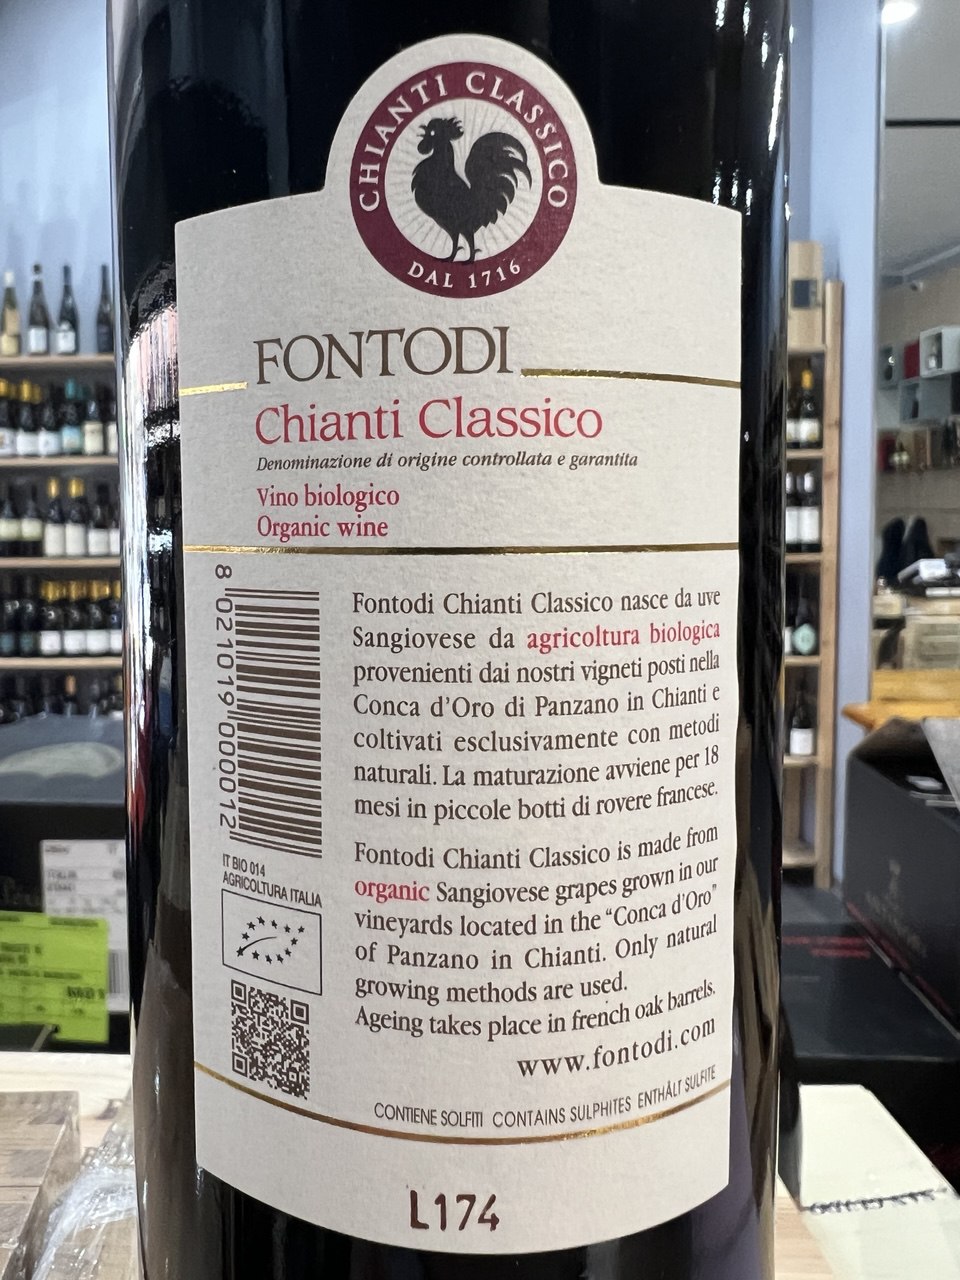 CHIANTI CLASSICO
DAL 1716
FONTODI
Chianti Classico
Denominazione di origine controllata e garantita
Vino biologico
Organic wine
8 021019 000012
IT BIO 014
AGRICOLTURA ITALIA
Fontodi Chianti Classico nasce da uve
Sangiovese da agricoltura biologica
provenienti dai nostri vigneti posti nella
Conca d'Oro di Panzano in Chianti e
coltivati esclusivamente con metodi
naturali. La maturazione avviene per 18
mesi in piccole botti di rovere francese.
Fontodi Chianti Classico is made from
organic Sangiovese grapes grown in our
vineyards located in the “Conca d'Oro”
of Panzano in Chianti. Only natural
growing methods are used.
Ageing takes place in french oak barrels.
www.fontodi.com
CONTIENE SOLFITI CONTAINS SULPHITES ENTHÄLT SULFITE
L174